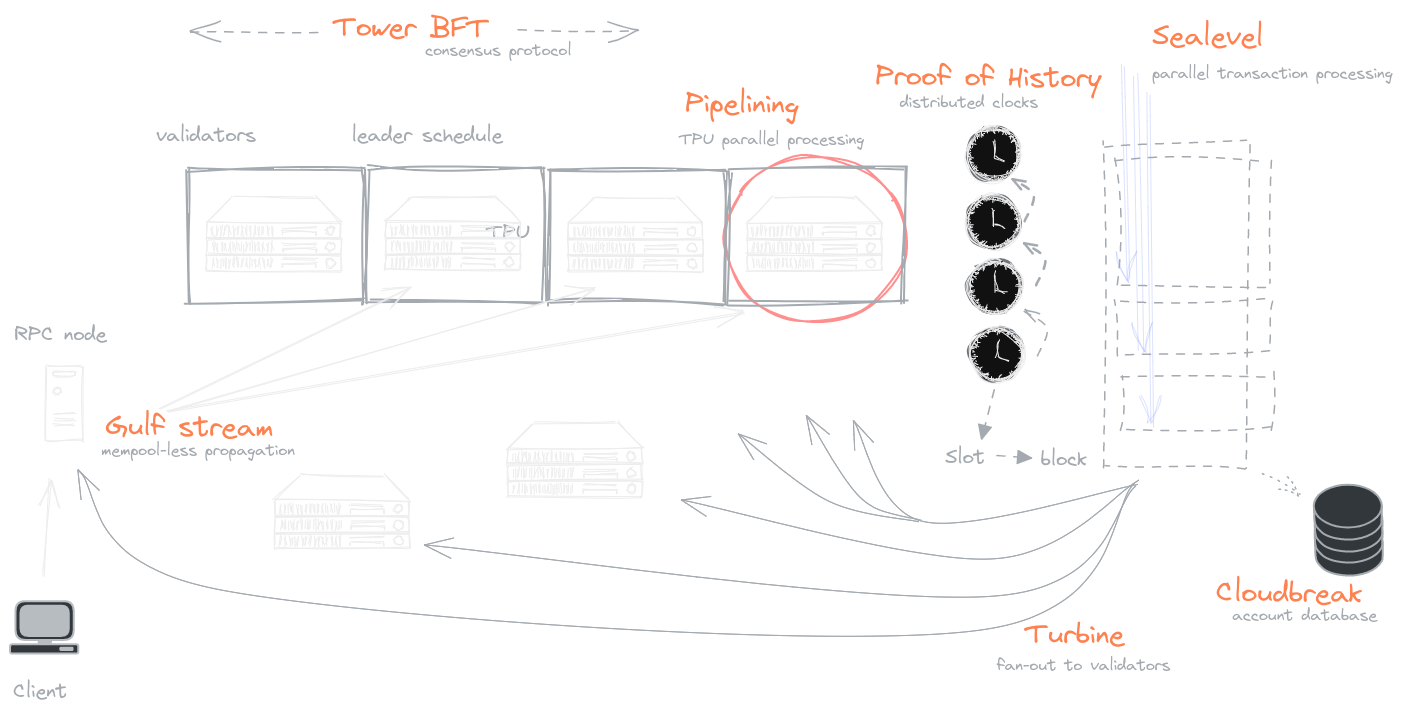 Tower BFT
consensus protocol
Sealevel
parallel transaction processing
Proof of History
distributed clocks
Pipelining
TPU parallel processing
validators
leader schedule
TPU
RPC node
Gulf stream
mempool-less propagation
Slot
block
Cloudbreak
account database
Turbine
fan-out to validators
Client